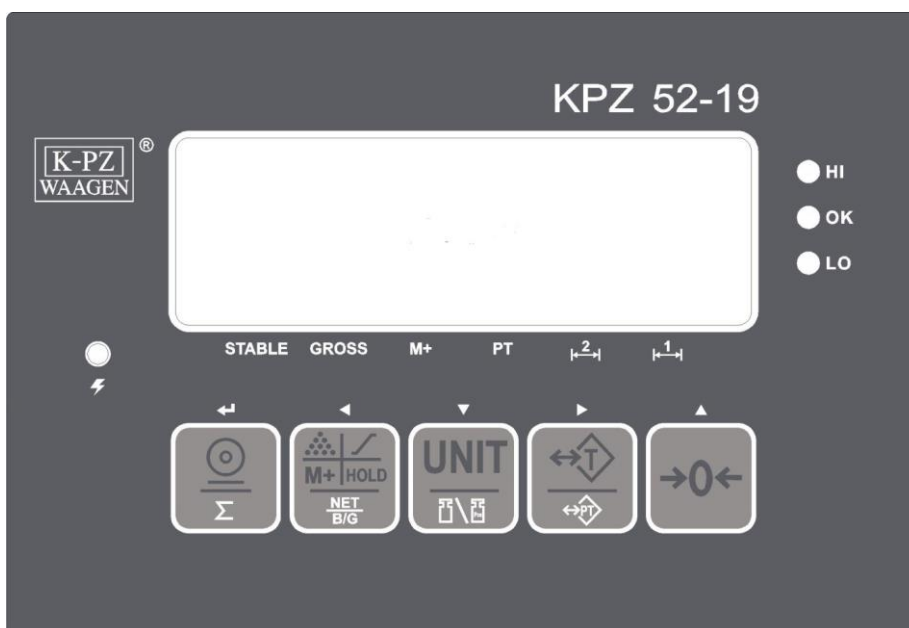 KPZ 52-19
K-PZ ®
WAAGEN
HI
OK
LO
STABLE GROSS M+ PT 2 1
M+ HOLD UNIT T →0←
Σ NET B/G PT